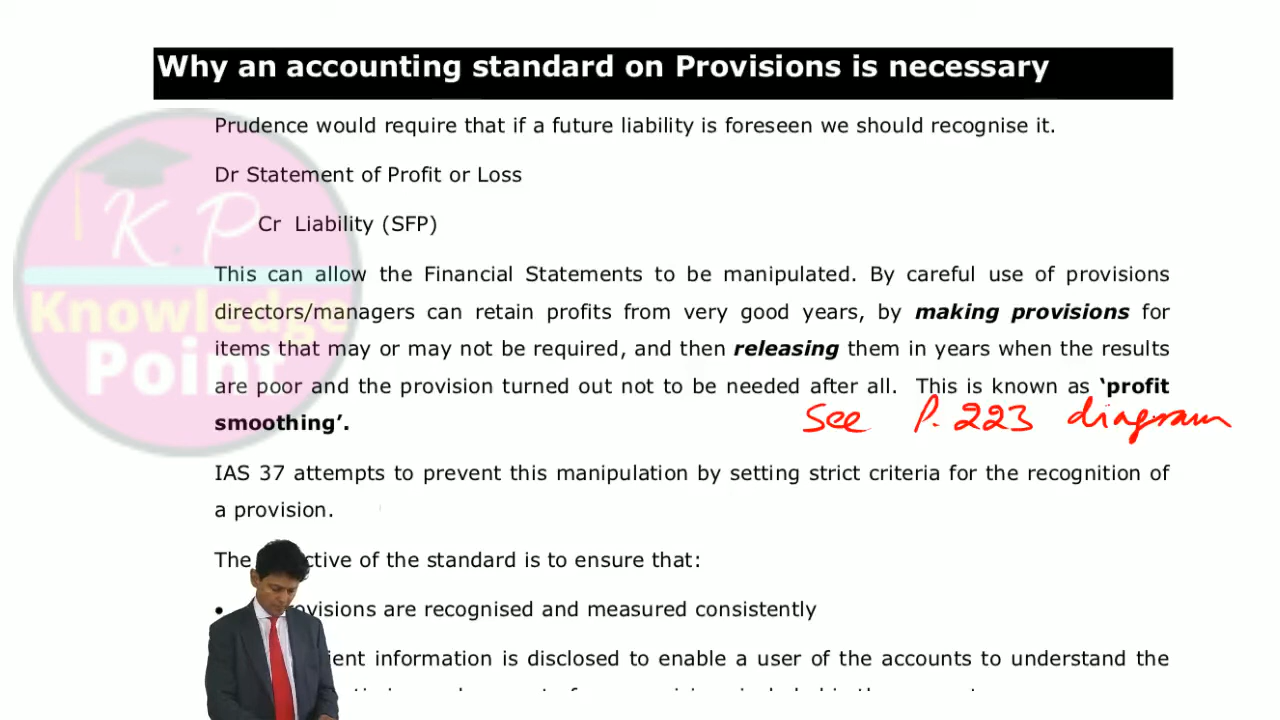 Why an accounting standard on Provisions is necessary
Prudence would require that if a future liability is foreseen we should recognise it.
Dr Statement of Profit or Loss
Cr Liability (SFP)
This can allow the Financial Statements to be manipulated. By careful use of provisions
directors/managers can retain profits from very good years, by making provisions for
items that may or may not be required, and then releasing them in years when the results
are poor and the provision turned out not to be needed after all. This is known as ‘profit
smoothing’.
See P. 223 diagram
IAS 37 attempts to prevent this manipulation by setting strict criteria for the recognition of
a provision.
The of the standard is to ensure that:
are recognised and measured consistently
information is disclosed to enable a user of the accounts to understand the
K.P
Knowledge
Point